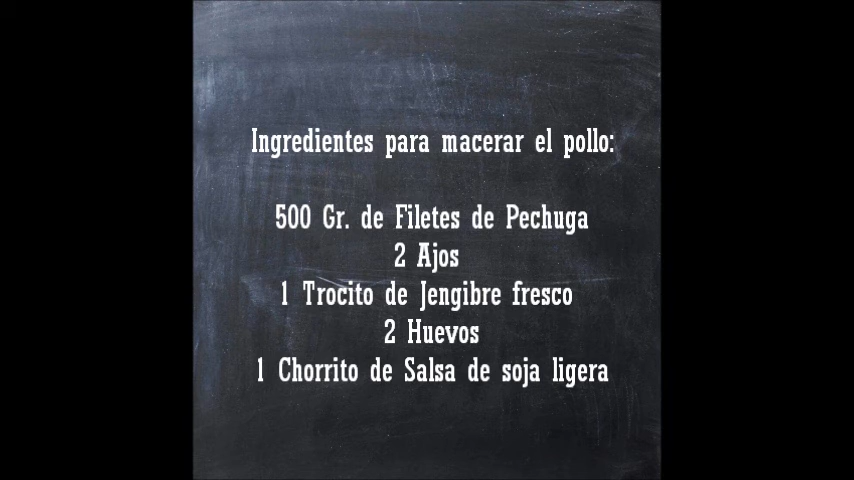 Ingredientes para macerar el pollo:
500 Gr. de Filetes de Pechuga
2 Ajos
1 Trocito de Jengibre fresco
2 Huevos
1 Chorrito de Salsa de soja ligera